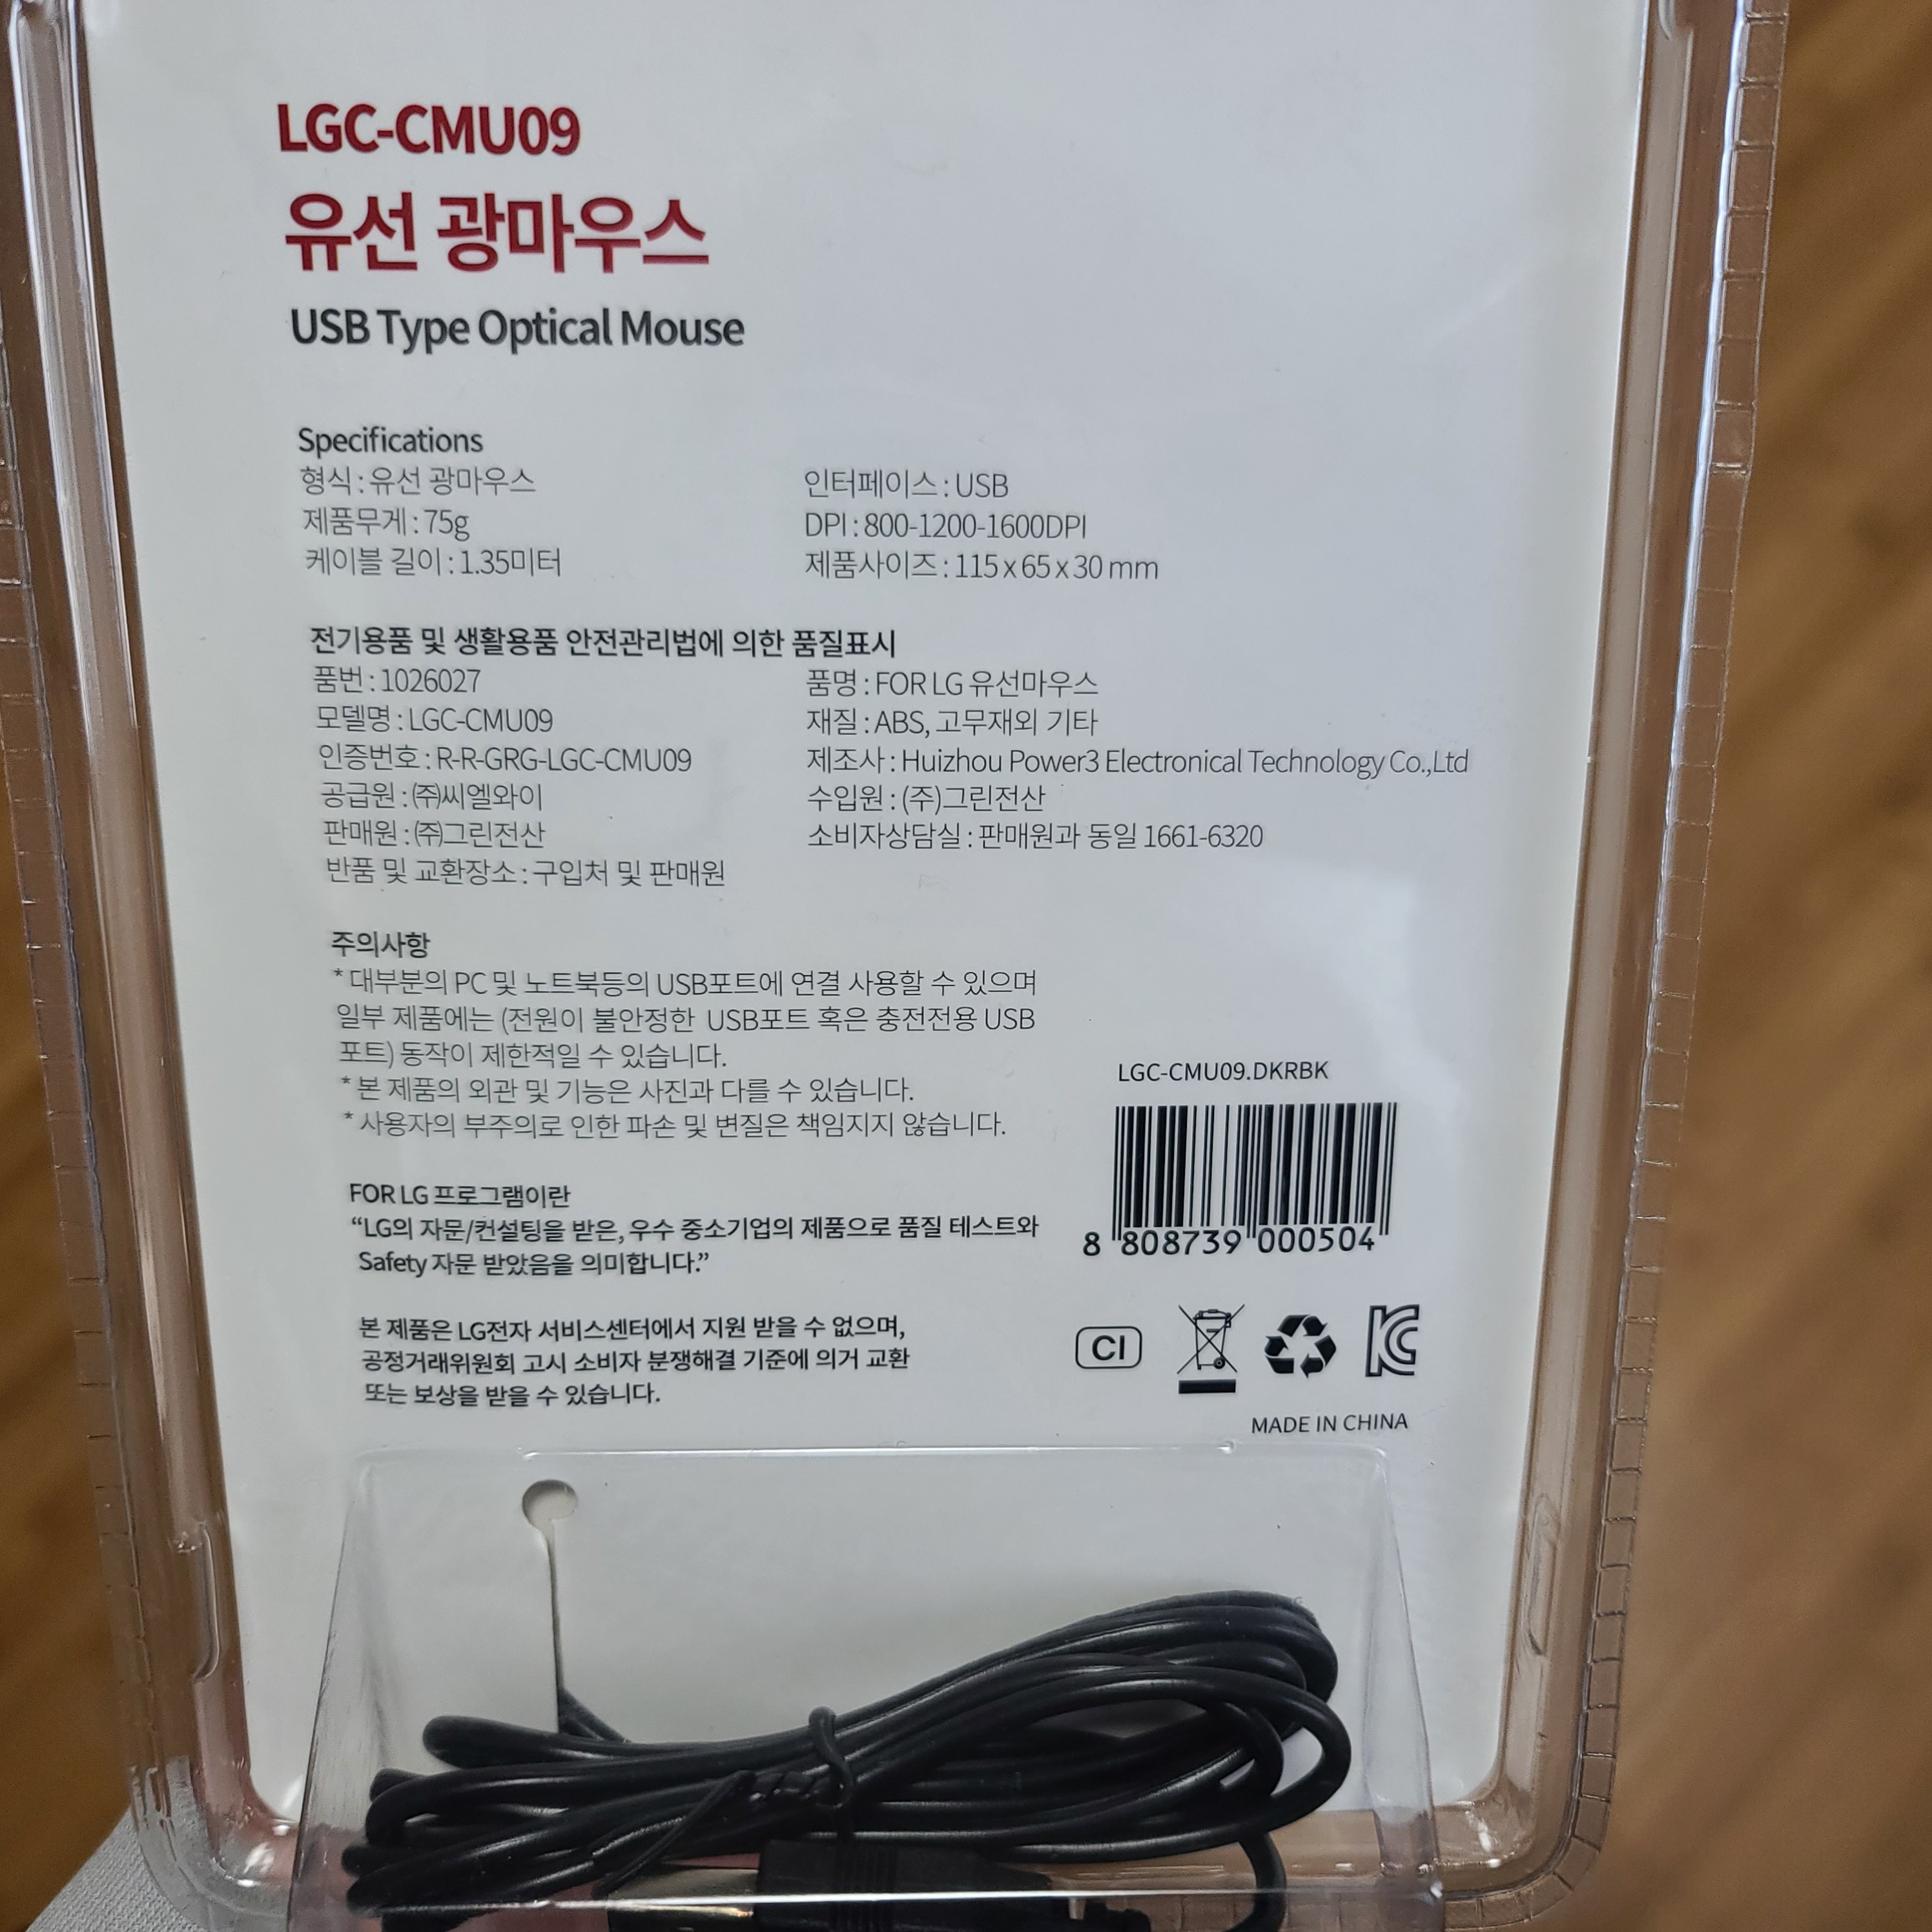 LGC-CMU09
유선 광마우스
USB Type Optical Mouse
Specifications
형식 : 유선 광마우스
인터페이스 : USB
제품무게 : 75g
DPI : 800-1200-1600DPI
케이블 길이 : 1.35미터
제품사이즈 : 115 x 65 x 30 mm
전기용품 및 생활용품 안전관리법에 의한 품질표시
품번 : 1026027
품명 : FOR LG 유선마우스
모델명 : LGC-CMU09
재질 : ABS, 고무재외 기타
인증번호 : R-R-GRG-LGC-CMU09
제조사 : Huizhou Power3 Electronical Technology Co.,Ltd
공급원 : ㈜씨엘와이
수입원 : (주)그린전산
판매원 : ㈜그린전산
소비자상담실 : 판매원과 동일 1661-6320
반품 및 교환장소 : 구입처 및 판매원
주의사항
* 대부분의 PC 및 노트북등의 USB포트에 연결 사용할 수 있으며
일부 제품에는 (전원이 불안정한 USB포트 혹은 충전전용 USB
포트) 동작이 제한적일 수 있습니다.
* 본 제품의 외관 및 기능은 사진과 다를 수 있습니다.
* 사용자의 부주의로 인한 파손 및 변질은 책임지지 않습니다.
LGC-CMU09.DKRBK
8 808739 000504
FOR LG 프로그램이란
“LG의 자문/컨설팅을 받은, 우수 중소기업의 제품으로 품질 테스트와
Safety 자문 받았음을 의미합니다.”
본 제품은 LG전자 서비스센터에서 지원 받을 수 없으며,
공정거래위원회 고시 소비자 분쟁해결 기준에 의거 교환
또는 보상을 받을 수 있습니다.
CI
KC
MADE IN CHINA